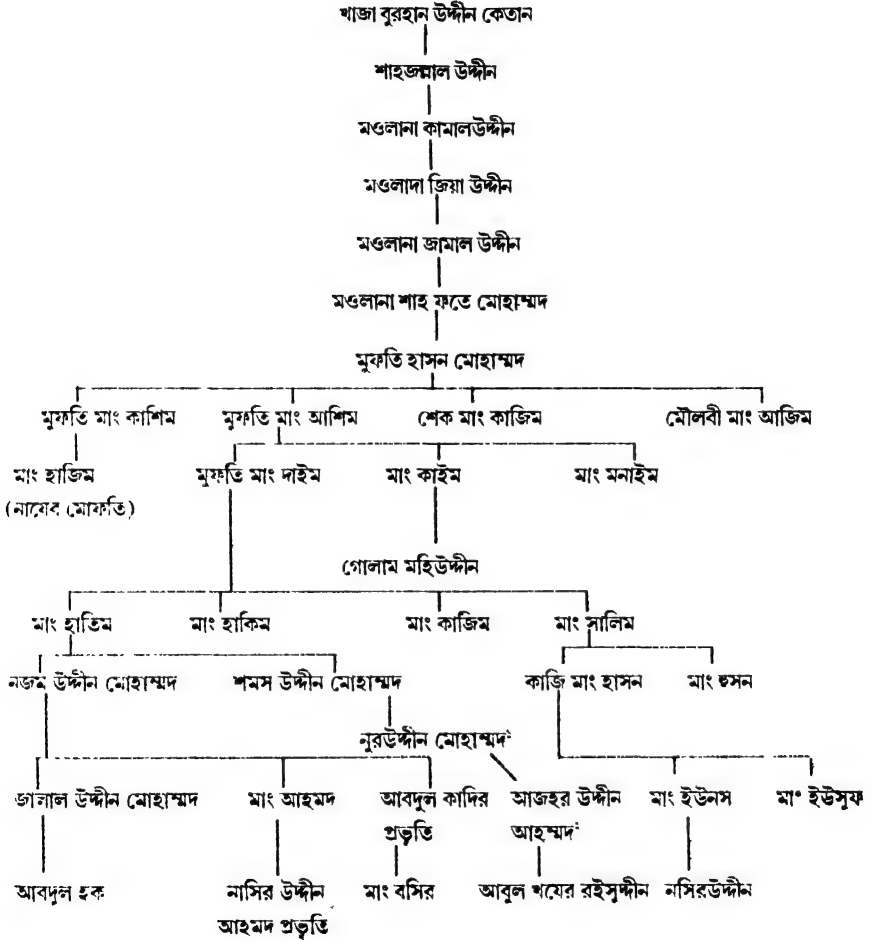 খাজা বুরহান উদ্দীন কেতান
শাহজালাল উদ্দীন
মওলানা কামালউদ্দীন
মওলাদা জিয়া উদ্দীন
মওলানা জামাল উদ্দীন
মওলানা শাহ ফতে মোহাম্মদ
মুফতি হাসন মোহাম্মদ
মুফতি মাং কাশিম মুফতি মাং আশিম শেক মাং কাজিম মৌলবী মাং আজিম
মাং হাজিম মুফতি মাং দাইম মাং কাইম মাং মনাইম
(নায়েব মোফতি)
গোলাম মহিউদ্দীন
মাং হাতিম মাং হাকিম মাং কাজিম মাং সালিম
নজম উদ্দীন মোহাম্মদ শমস উদ্দীন মোহাম্মদ কাজি মাং হাসন মাং হুসন
নুরউদ্দীন মোহাম্মদ
জালাল উদ্দীন মোহাম্মদ মাং আহমদ আবদুল কাদির আজহর উদ্দীন মাং ইউনস মাং ইউসুফ
প্রভৃতি আহম্মদ
আবদুল হক নাসির উদ্দীন মাং বসির আবুল খযের রইসুদ্দীন নসিরউদ্দীন
আহমদ প্রভৃতি